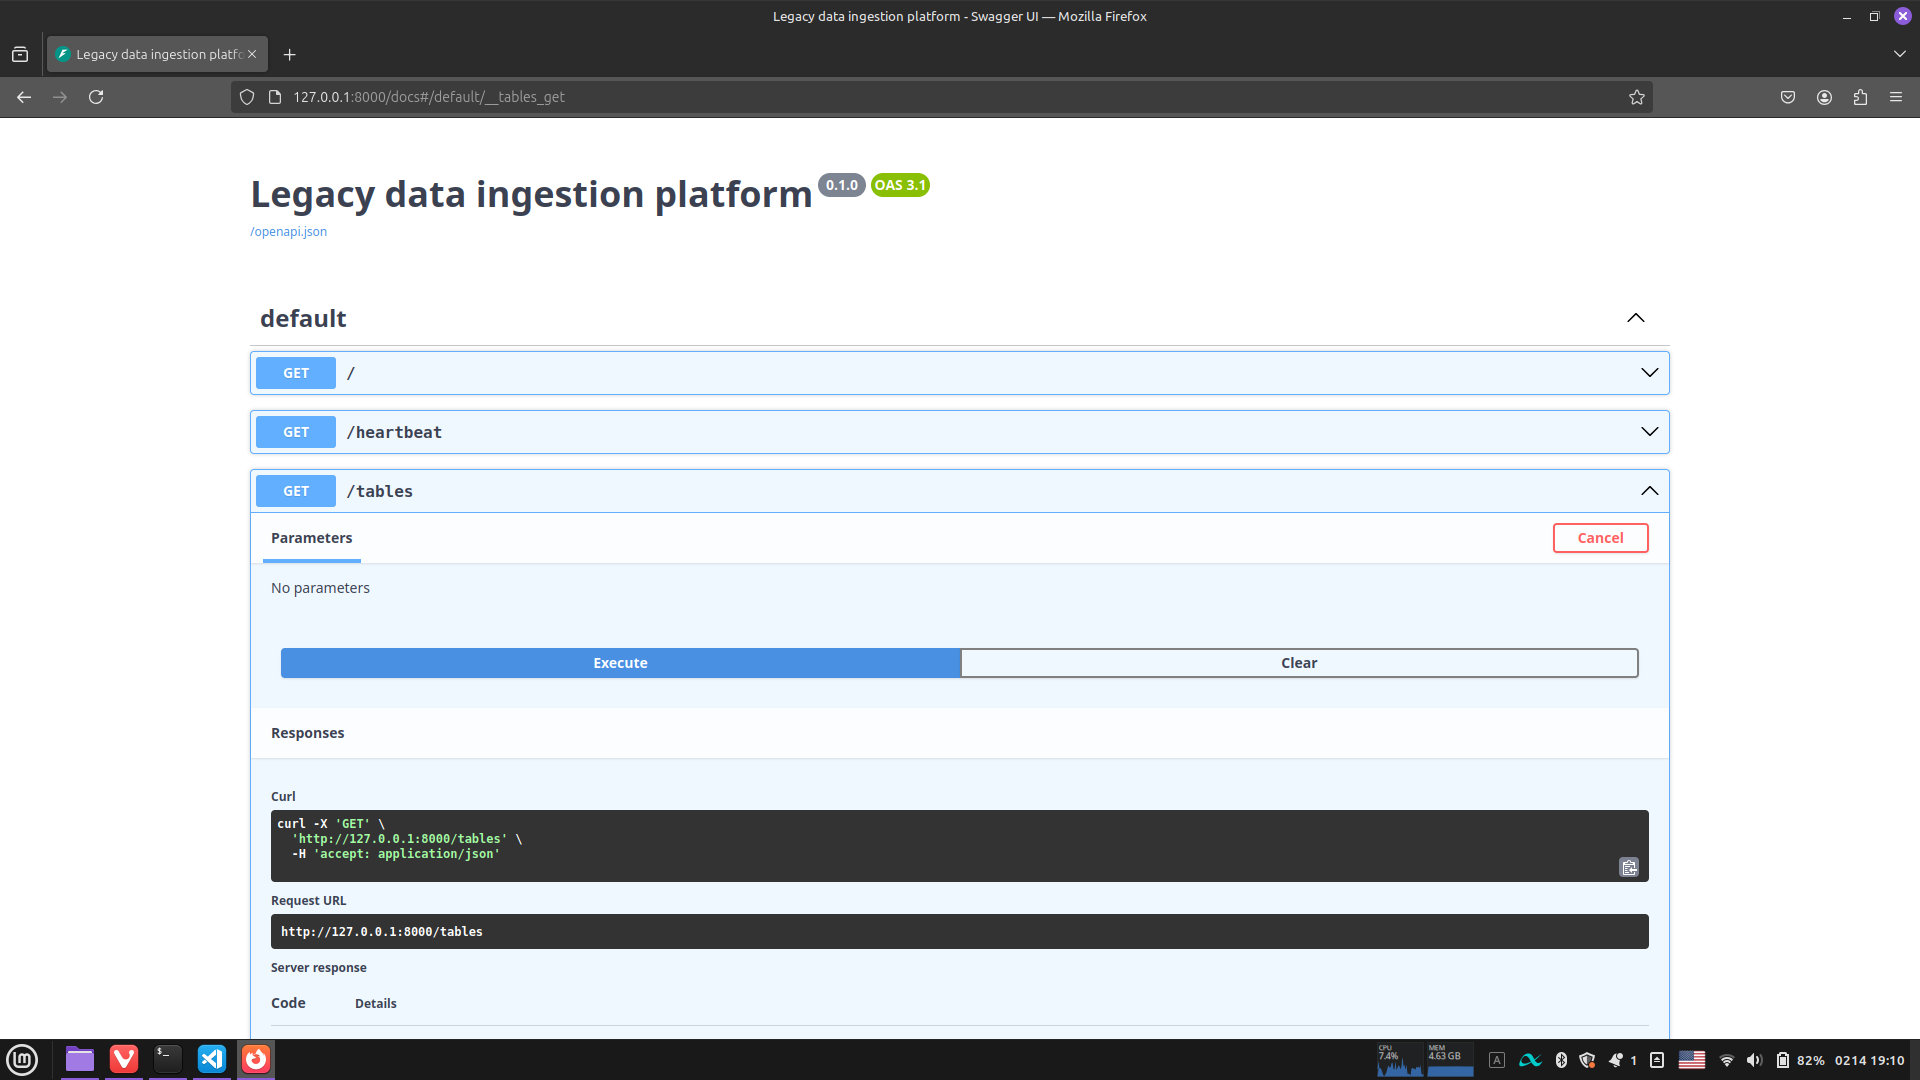 Legacy data ingestion platform - Swagger UI — Mozilla Firefox
Legacy data ingestion platfo
127.0.0.1:8000/docs#/default/__tables_get
Legacy data ingestion platform 0.1.0 OAS 3.1
/openapi.json
default
GET /
GET /heartbeat
GET /tables
Parameters Cancel
No parameters
Execute Clear
Responses
Curl
curl -X 'GET' \
'http://127.0.0.1:8000/tables' \
-H 'accept: application/json'
Request URL
http://127.0.0.1:8000/tables
Server response
Code Details
lm $_ CPU 7.4% MEM 4.63 GB A 1 82% 0214 19:10